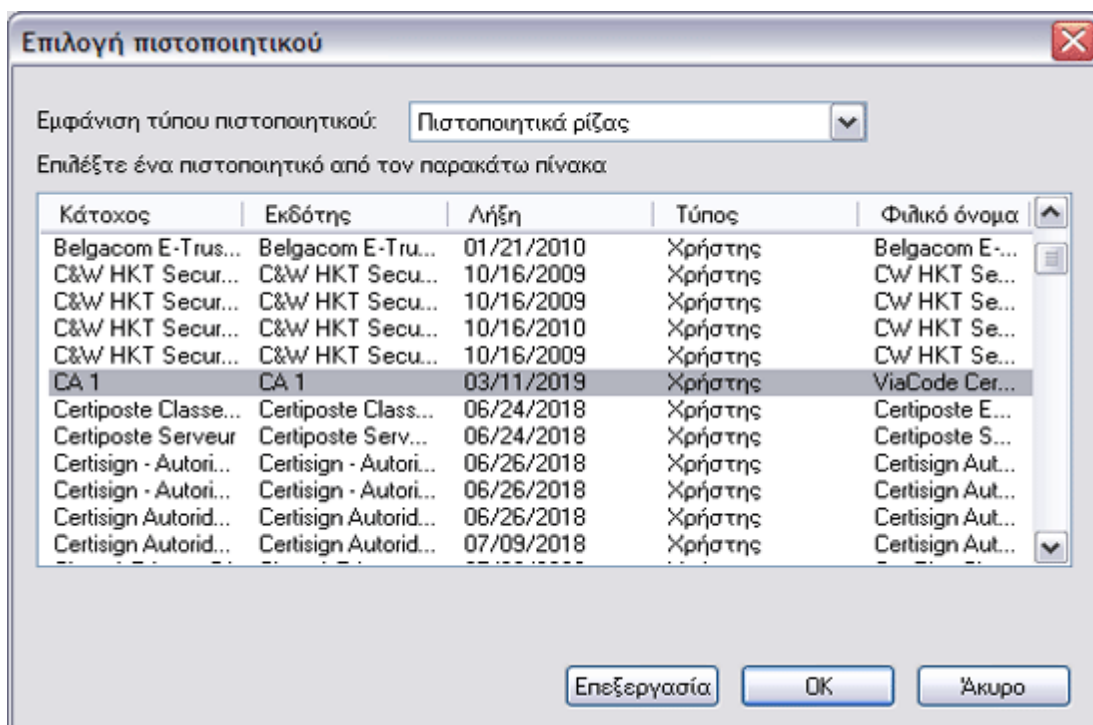 Επιλογή πιστοποιητικού
Εμφάνιση τύπου πιστοποιητικού: Πιστοποιητικά ρίζας
Επιλέξτε ένα πιστοποιητικό από τον παρακάτω πίνακα
Κάτοχος Εκδότης Λήξη Τύπος Φιλικό όνομα
Belgacom E-Trus... Belgacom E-Tru... 01/21/2010 Χρήστης Belgacom E-...
C&W HKT Secur... C&W HKT Secu... 10/16/2009 Χρήστης CW HKT Se...
C&W HKT Secur... C&W HKT Secu... 10/16/2009 Χρήστης CW HKT Se...
C&W HKT Secur... C&W HKT Secu... 10/16/2010 Χρήστης CW HKT Se...
C&W HKT Secur... C&W HKT Secu... 10/16/2009 Χρήστης CW HKT Se...
CA 1 CA 1 03/11/2019 Χρήστης ViaCode Cer...
Certiposte Classe... Certiposte Class... 06/24/2018 Χρήστης Certiposte E...
Certiposte Serveur Certiposte Serv... 06/24/2018 Χρήστης Certiposte S...
Certisign - Autori... Certisign - Autori... 06/26/2018 Χρήστης Certisign Aut...
Certisign - Autori... Certisign - Autori... 06/26/2018 Χρήστης Certisign Aut...
Certisign Autorid... Certisign Autorid... 06/26/2018 Χρήστης Certisign Aut...
Certisign Autorid... Certisign Autorid... 07/09/2018 Χρήστης Certisign Aut...
Επεξεργασία OK Άκυρο